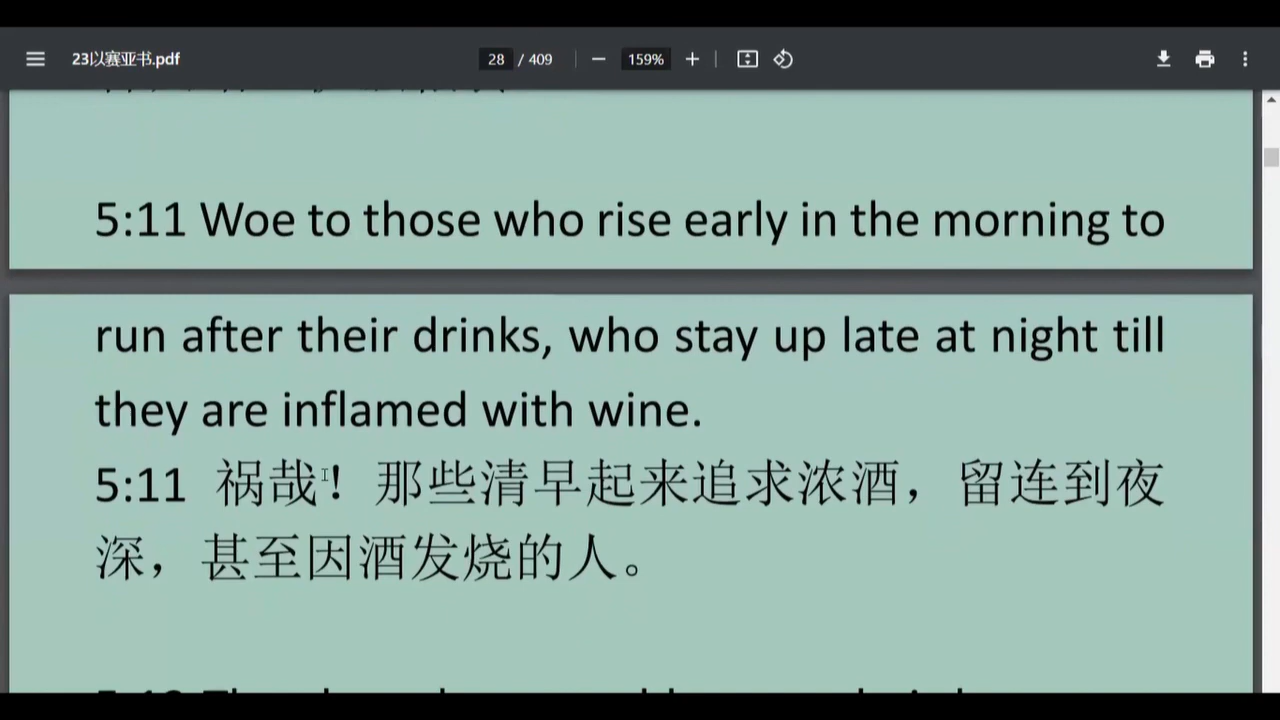 23以赛亚书.pdf
28 / 409
159%
5:11 Woe to those who rise early in the morning to
run after their drinks, who stay up late at night till
they are inflamed with wine.
5:11 祸哉！那些清早起来追求浓酒，留连到夜
深，甚至因酒发烧的人。